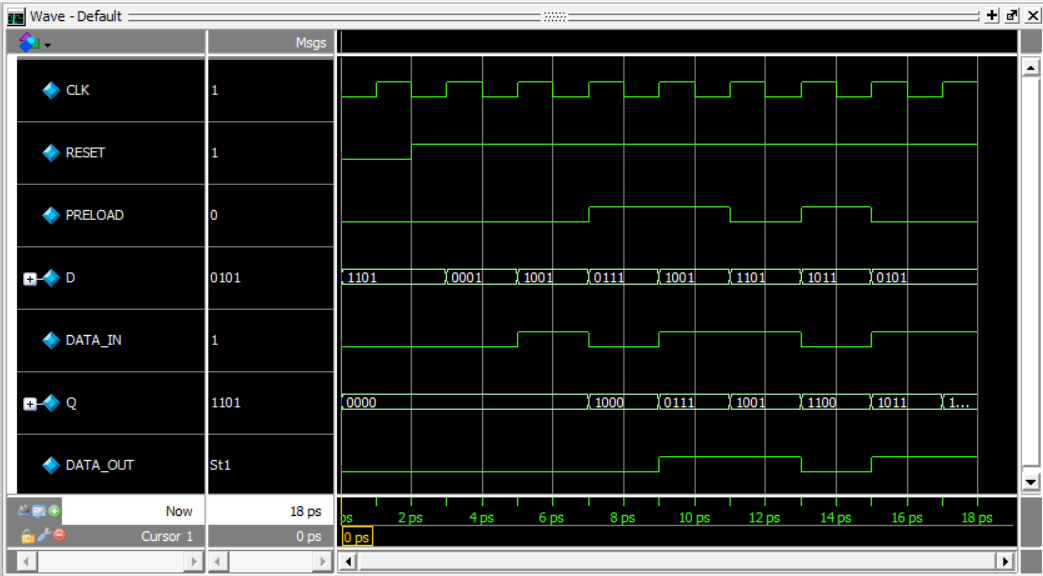 Wave - Default
Msgs
CLK 1
RESET 1
PRELOAD 0
D 0101 1101 0001 1001 0111 1001 1101 1011 0101
DATA_IN 1
Q 1101 0000 1000 0111 1001 1100 1011 1...
DATA_OUT St1
Now 18 ps ps 2 ps 4 ps 6 ps 8 ps 10 ps 12 ps 14 ps 16 ps 18 ps
Cursor 1 0 ps 0 ps